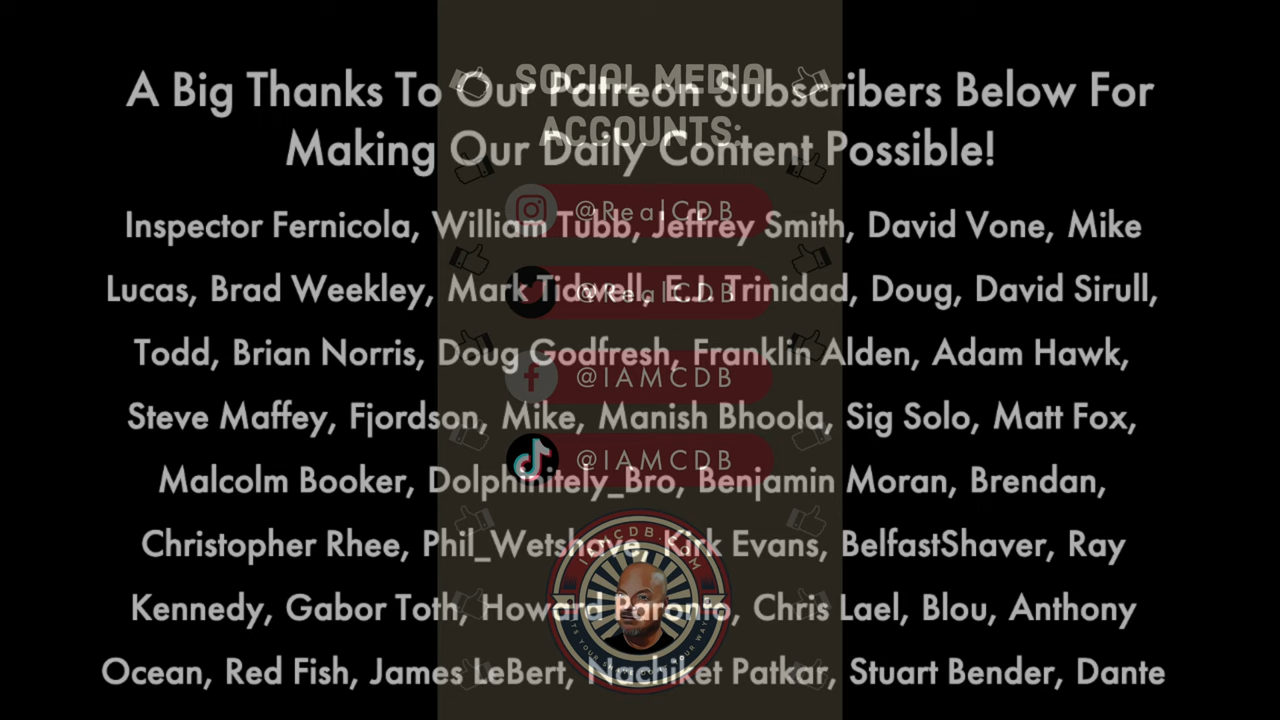 A Big Thanks To Our Patreon Subscribers Below For
Making Our Daily Content Possible!
Inspector Fernicola, William Tubb, Jeffrey Smith, David Vone, Mike
Lucas, Brad Weekley, Mark Tidwell, E.J. Trinidad, Doug, David Sirull,
Todd, Brian Norris, Doug Godfresh, Franklin Alden, Adam Hawk,
Steve Maffey, Fjordson, Mike, Manish Bhoola, Sig Solo, Matt Fox,
Malcolm Booker, Dolphinitely_Bro, Benjamin Moran, Brendan,
Christopher Rhee, Phil_Wetshave, Kirk Evans, BelfastShaver, Ray
Kennedy, Gabor Toth, Howard Paronto, Chris Lael, Blou, Anthony
Ocean, Red Fish, James LeBert, Nachiket Patkar, Stuart Bender, Dante
SOCIAL MEDIA
ACCOUNTS:
@RealCDB
@RealCDB
@IAMCDB
@IAMCDB
IAMCDB.COM